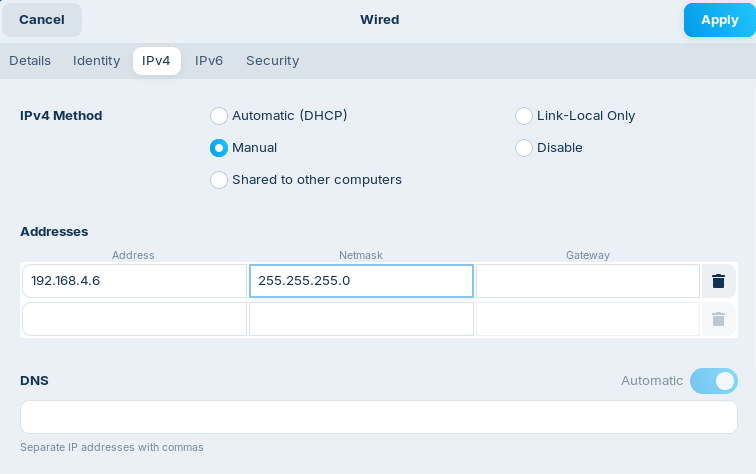 Cancel Wired Apply
Details Identity IPv4 IPv6 Security
IPv4 Method Automatic (DHCP) Link-Local Only
Manual Disable
Shared to other computers
Addresses
Address Netmask Gateway
192.168.4.6 255.255.255.0
DNS Automatic
Separate IP addresses with commas